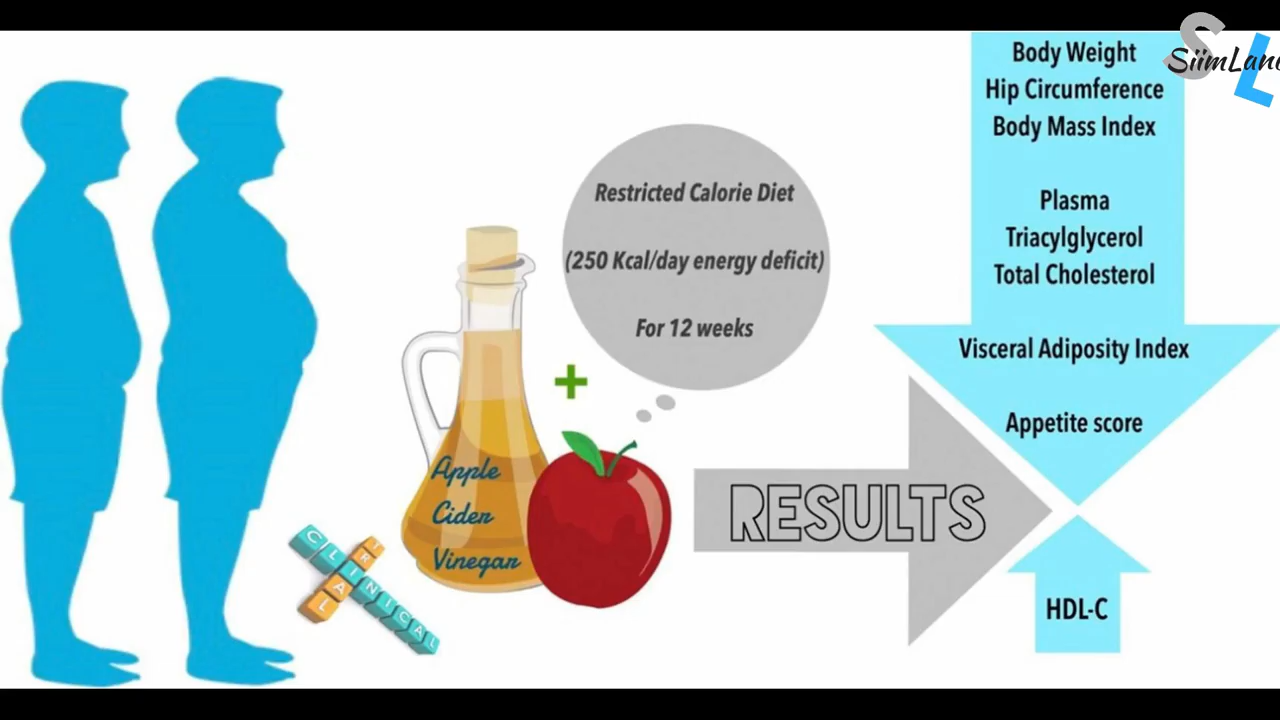 Body Weight
Hip Circumference
Body Mass Index
Plasma
Triacylglycerol
Total Cholesterol
Visceral Adiposity Index
Appetite score
HDL-C
SL
SiimLand
Restricted Calorie Diet
(250 Kcal/day energy deficit)
For 12 weeks
+
Apple
Cider
Vinegar
CLINICAL
TRIAL
RESULTS